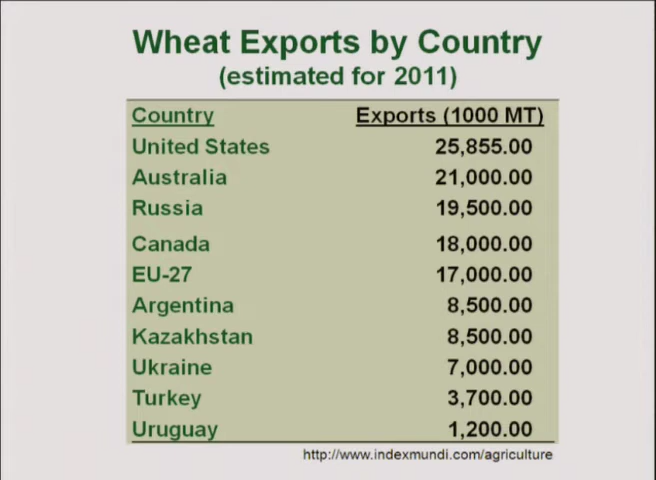 Wheat Exports by Country
(estimated for 2011)
Country Exports (1000 MT)
United States 25,855.00
Australia 21,000.00
Russia 19,500.00
Canada 18,000.00
EU-27 17,000.00
Argentina 8,500.00
Kazakhstan 8,500.00
Ukraine 7,000.00
Turkey 3,700.00
Uruguay 1,200.00
http://www.indexmundi.com/agriculture